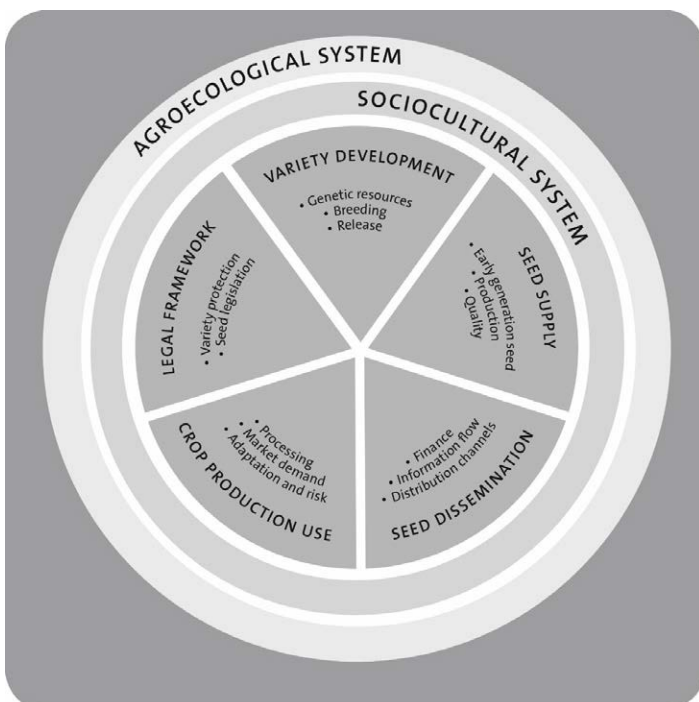 AGROECOLOGICAL SYSTEM
SOCIOCULTURAL SYSTEM
VARIETY DEVELOPMENT
• Genetic resources
• Breeding
• Release
SEED SUPPLY
• Early generation seed
• Production
• Quality
SEED DISSEMINATION
• Finance
• Information flow
• Distribution channels
CROP PRODUCTION USE
• Processing
• Market demand
• Adaptation and risk
LEGAL FRAMEWORK
• Variety protection
• Seed legislation